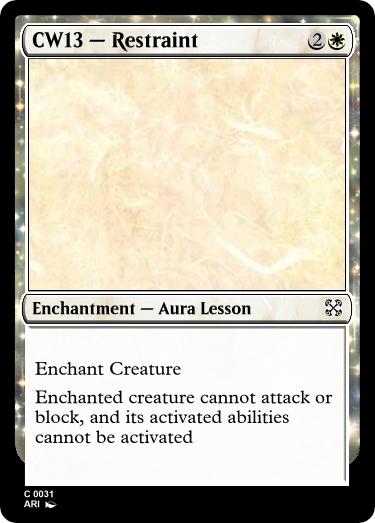 CW13 — Restraint 2
Enchantment — Aura Lesson
Enchant Creature
Enchanted creature cannot attack or
block, and its activated abilities
cannot be activated
C 0031
ARI